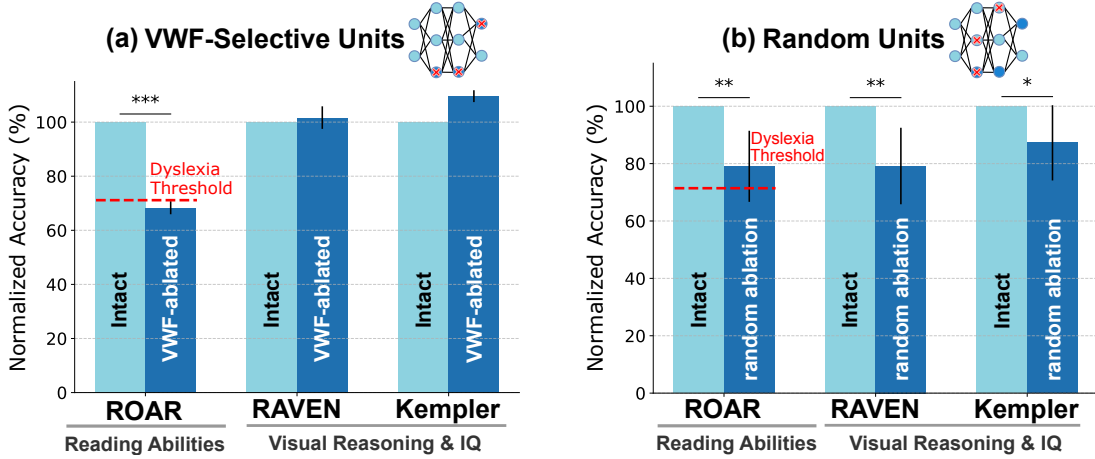 (a) VWF-Selective Units
Normalized Accuracy (%)
100
80
60
40
20
0
***
Dyslexia
Threshold
Intact
VWF-ablated
Intact
VWF-ablated
Intact
VWF-ablated
ROAR
RAVEN
Kempler
Reading Abilities
Visual Reasoning & IQ
(b) Random Units
Normalized Accuracy (%)
100
80
60
40
20
0
**
**
*
Dyslexia
Threshold
Intact
random ablation
Intact
random ablation
Intact
random ablation
ROAR
RAVEN
Kempler
Reading Abilities
Visual Reasoning & IQ